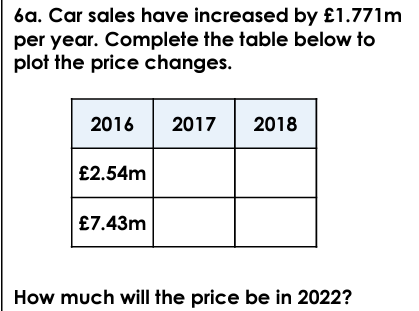 6a. Car sales have increased by £1.771m
per year. Complete the table below to
plot the price changes.
2016 2017 2018
£2.54m
£7.43m
How much will the price be in 2022?